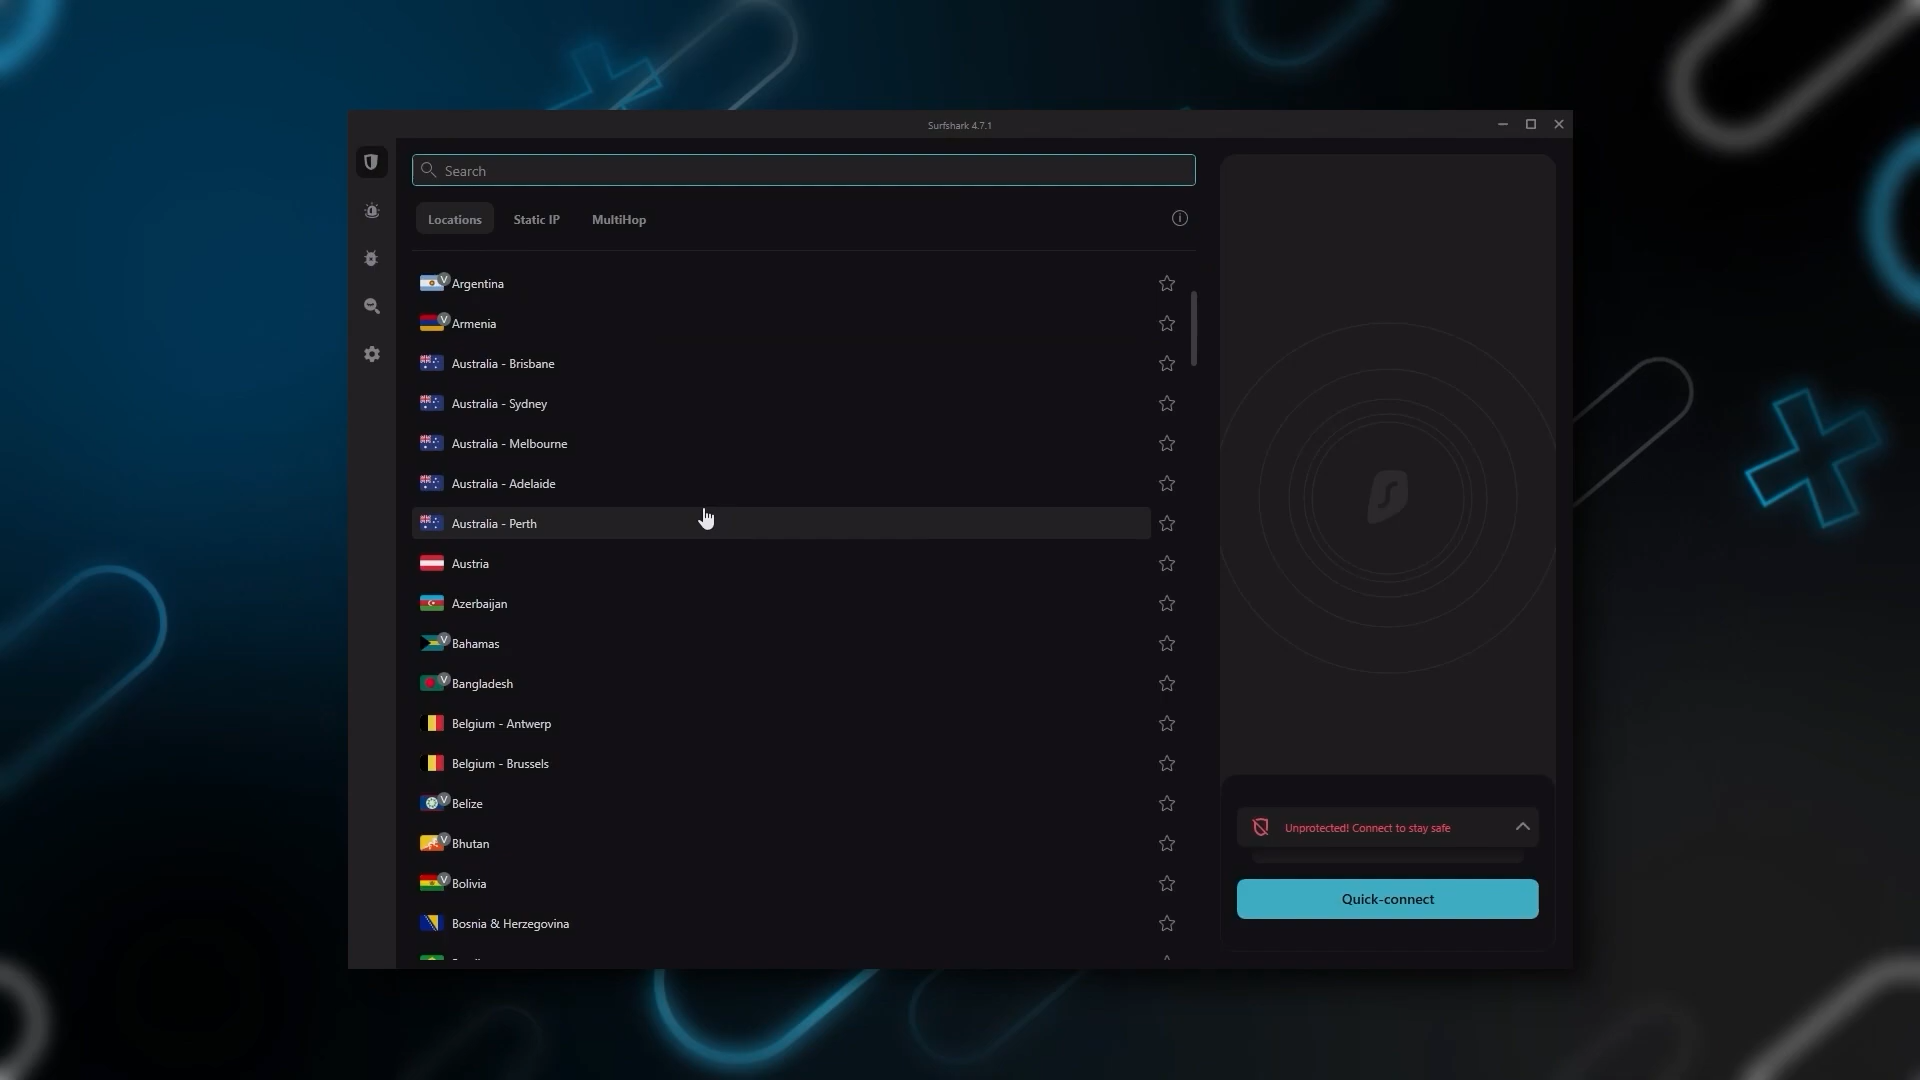 Surfshark 4.7.1
Search
Locations
Static IP
MultiHop
V Argentina
V Armenia
Australia - Brisbane
Australia - Sydney
Australia - Melbourne
Australia - Adelaide
Australia - Perth
Austria
Azerbaijan
V Bahamas
V Bangladesh
Belgium - Antwerp
Belgium - Brussels
V Belize
V Bhutan
V Bolivia
Bosnia & Herzegovina
Unprotected! Connect to stay safe
Quick-connect